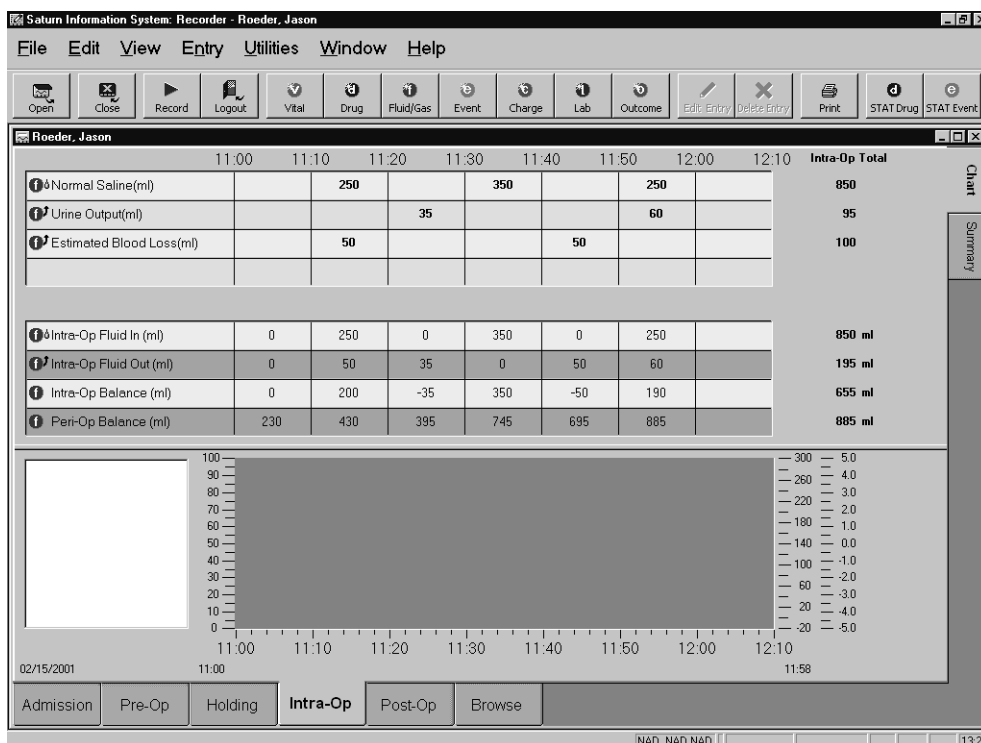 Saturn Information System: Recorder - Roeder, Jason
File Edit View Entry Utilities Window Help
Open Close Record Logout Vital Drug Fluid/Gas Event Charge Lab Outcome Edit Entry Delete Entry Print STAT Drug STAT Event
Roeder, Jason
11:00 11:10 11:20 11:30 11:40 11:50 12:00 12:10 Intra-Op Total
Normal Saline(ml) 250 350 250 850
Urine Output(ml) 35 60 95
Estimated Blood Loss(ml) 50 50 100
Chart
Summary
Intra-Op Fluid In (ml) 0 250 0 350 0 250 850 ml
Intra-Op Fluid Out (ml) 0 50 35 0 50 60 195 ml
Intra-Op Balance (ml) 0 200 -35 350 -50 190 655 ml
Peri-Op Balance (ml) 230 430 395 745 695 885 885 ml
100 300 5.0
90 260 4.0
80 220 3.0
70 180 2.0
60 140 1.0
50 100 0.0
40 60 -1.0
30 20 -2.0
20 -20 -3.0
10 -4.0
0 -5.0
11:00 11:10 11:20 11:30 11:40 11:50 12:00 12:10
02/15/2001 11:00 11:58
Admission Pre-Op Holding Intra-Op Post-Op Browse
NAD, NAD NAD